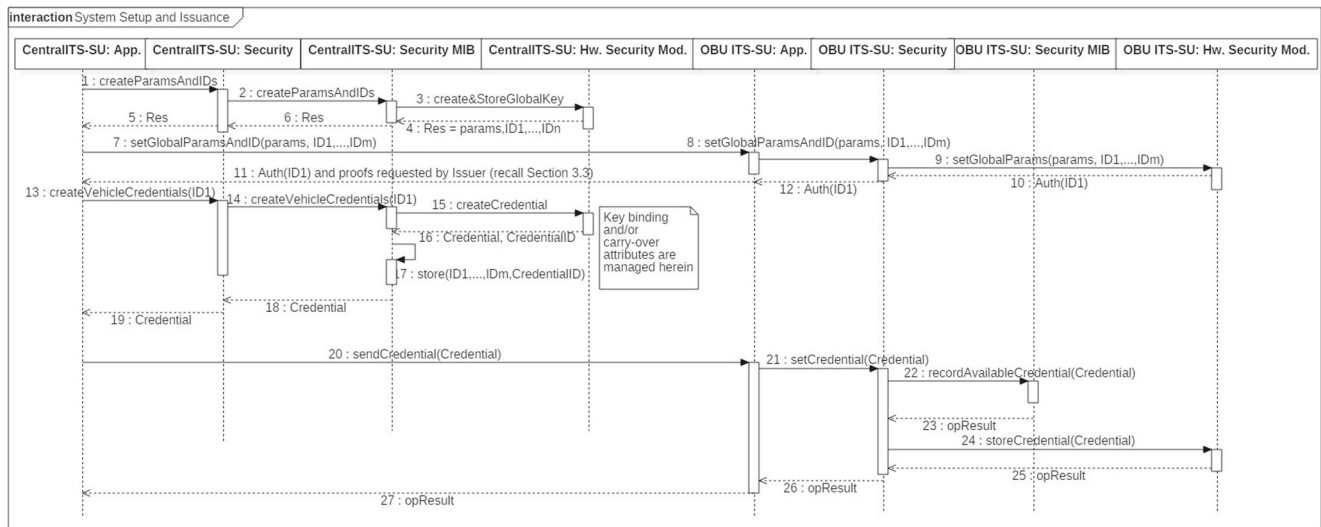 interaction System Setup and Issuance
CentralITS-SU: App.
CentralITS-SU: Security
CentralITS-SU: Security MIB
CentralITS-SU: Hw. Security Mod.
OBU ITS-SU: App.
OBU ITS-SU: Security
OBU ITS-SU: Security MIB
OBU ITS-SU: Hw. Security Mod.
1 : createParamsAndIDs
2 : createParamsAndIDs
3 : create&StoreGlobalKey
5 : Res
6 : Res
4 : Res = params,ID1,...,IDn
7 : setGlobalParamsAndID(params, ID1,...,IDm)
8 : setGlobalParamsAndID(params, ID1,...,IDm)
9 : setGlobalParams(params, ID1,...,IDm)
11 : Auth(ID1) and proofs requested by Issuer (recall Section 3.3)
12 : Auth(ID1)
10 : Auth(ID1)
13 : createVehicleCredentials(ID1)
14 : createVehicleCredentials(ID1)
15 : createCredential
Key binding
and/or
carry-over
attributes are
managed herein
16 : Credential, CredentialID
17 : store(ID1,...,IDm,CredentialID)
18 : Credential
19 : Credential
20 : sendCredential(Credential)
21 : setCredential(Credential)
22 : recordAvailableCredential(Credential)
23 : opResult
24 : storeCredential(Credential)
25 : opResult
26 : opResult
27 : opResult